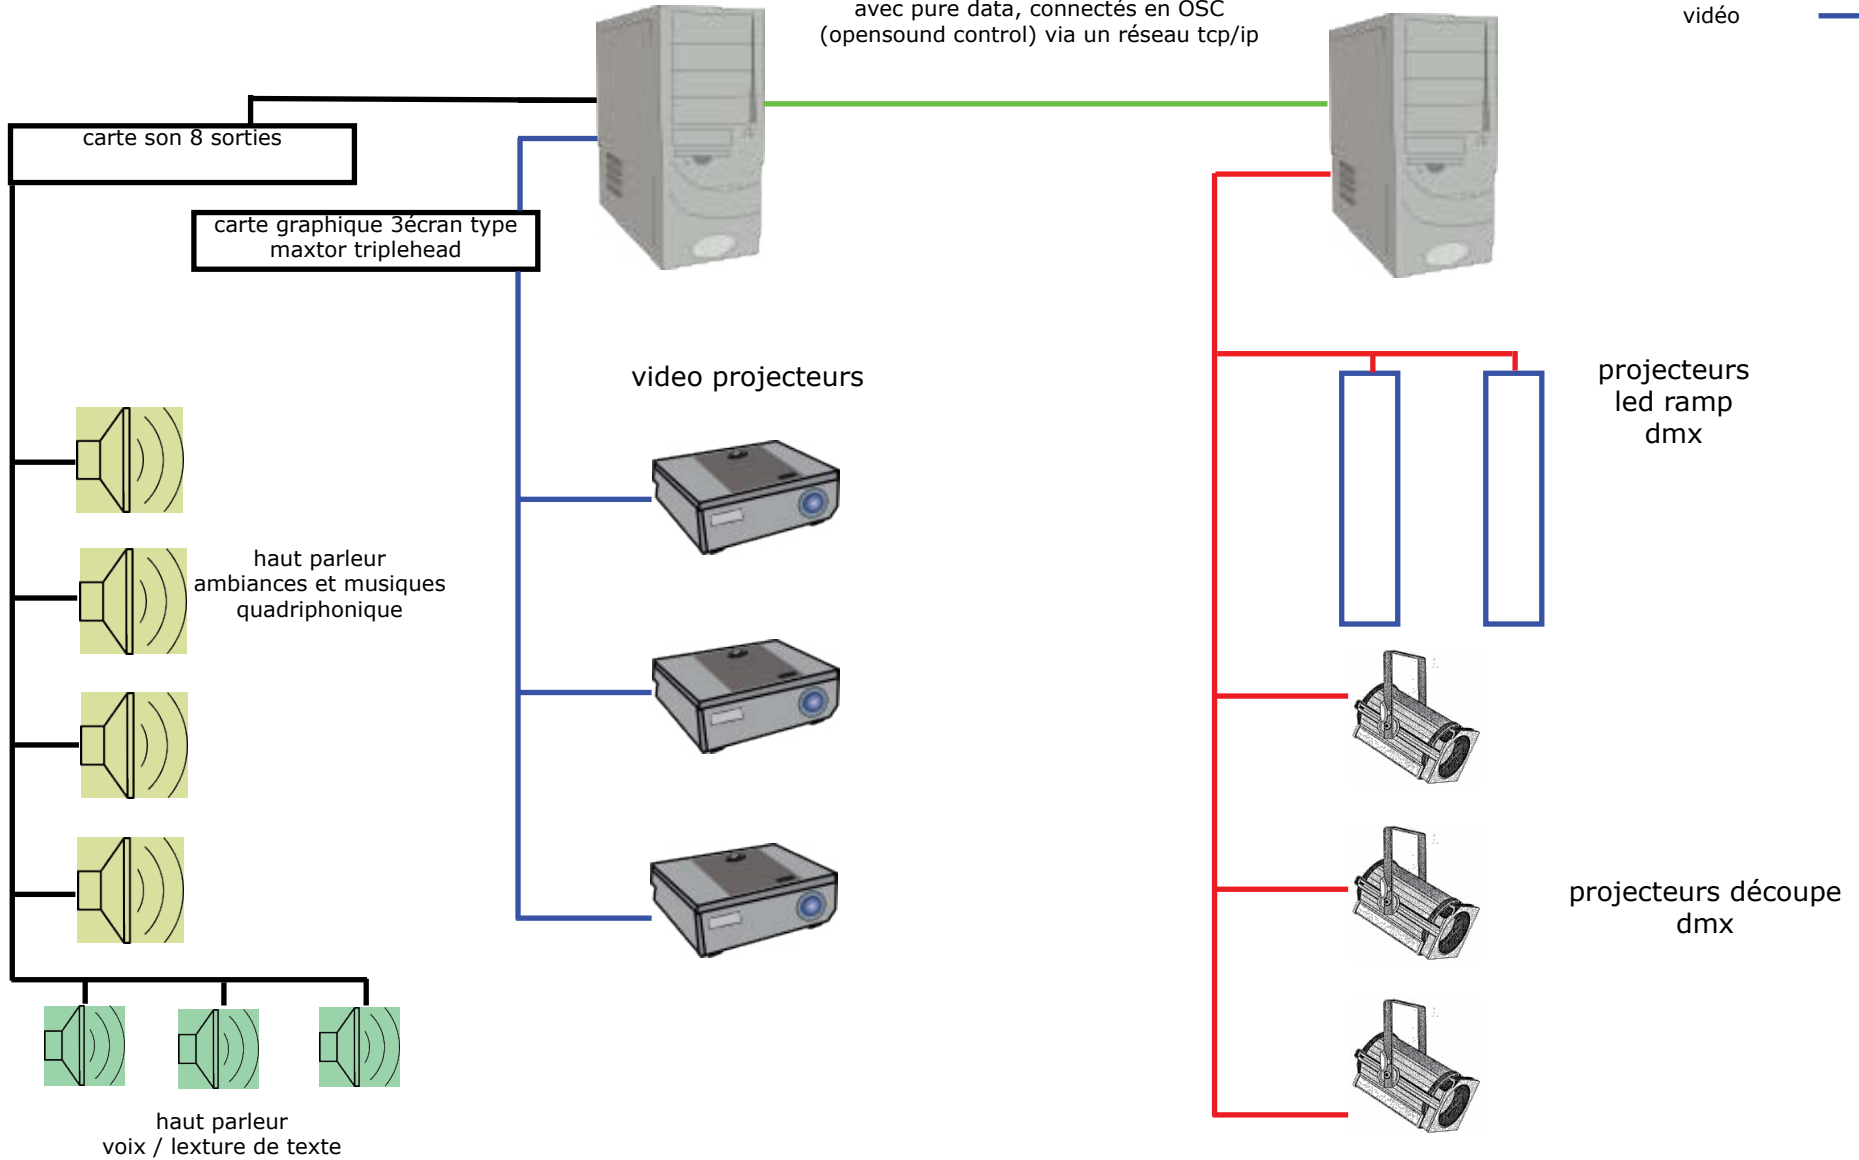 avec pure data, connectés en OSC
(opensound control) via un réseau tcp/ip
vidéo
carte son 8 sorties
carte graphique 3écran type
maxtor triplehead
video projecteurs
projecteurs
led ramp
dmx
haut parleur
ambiances et musiques
quadriphonique
projecteurs découpe
dmx
haut parleur
voix / lexture de texte